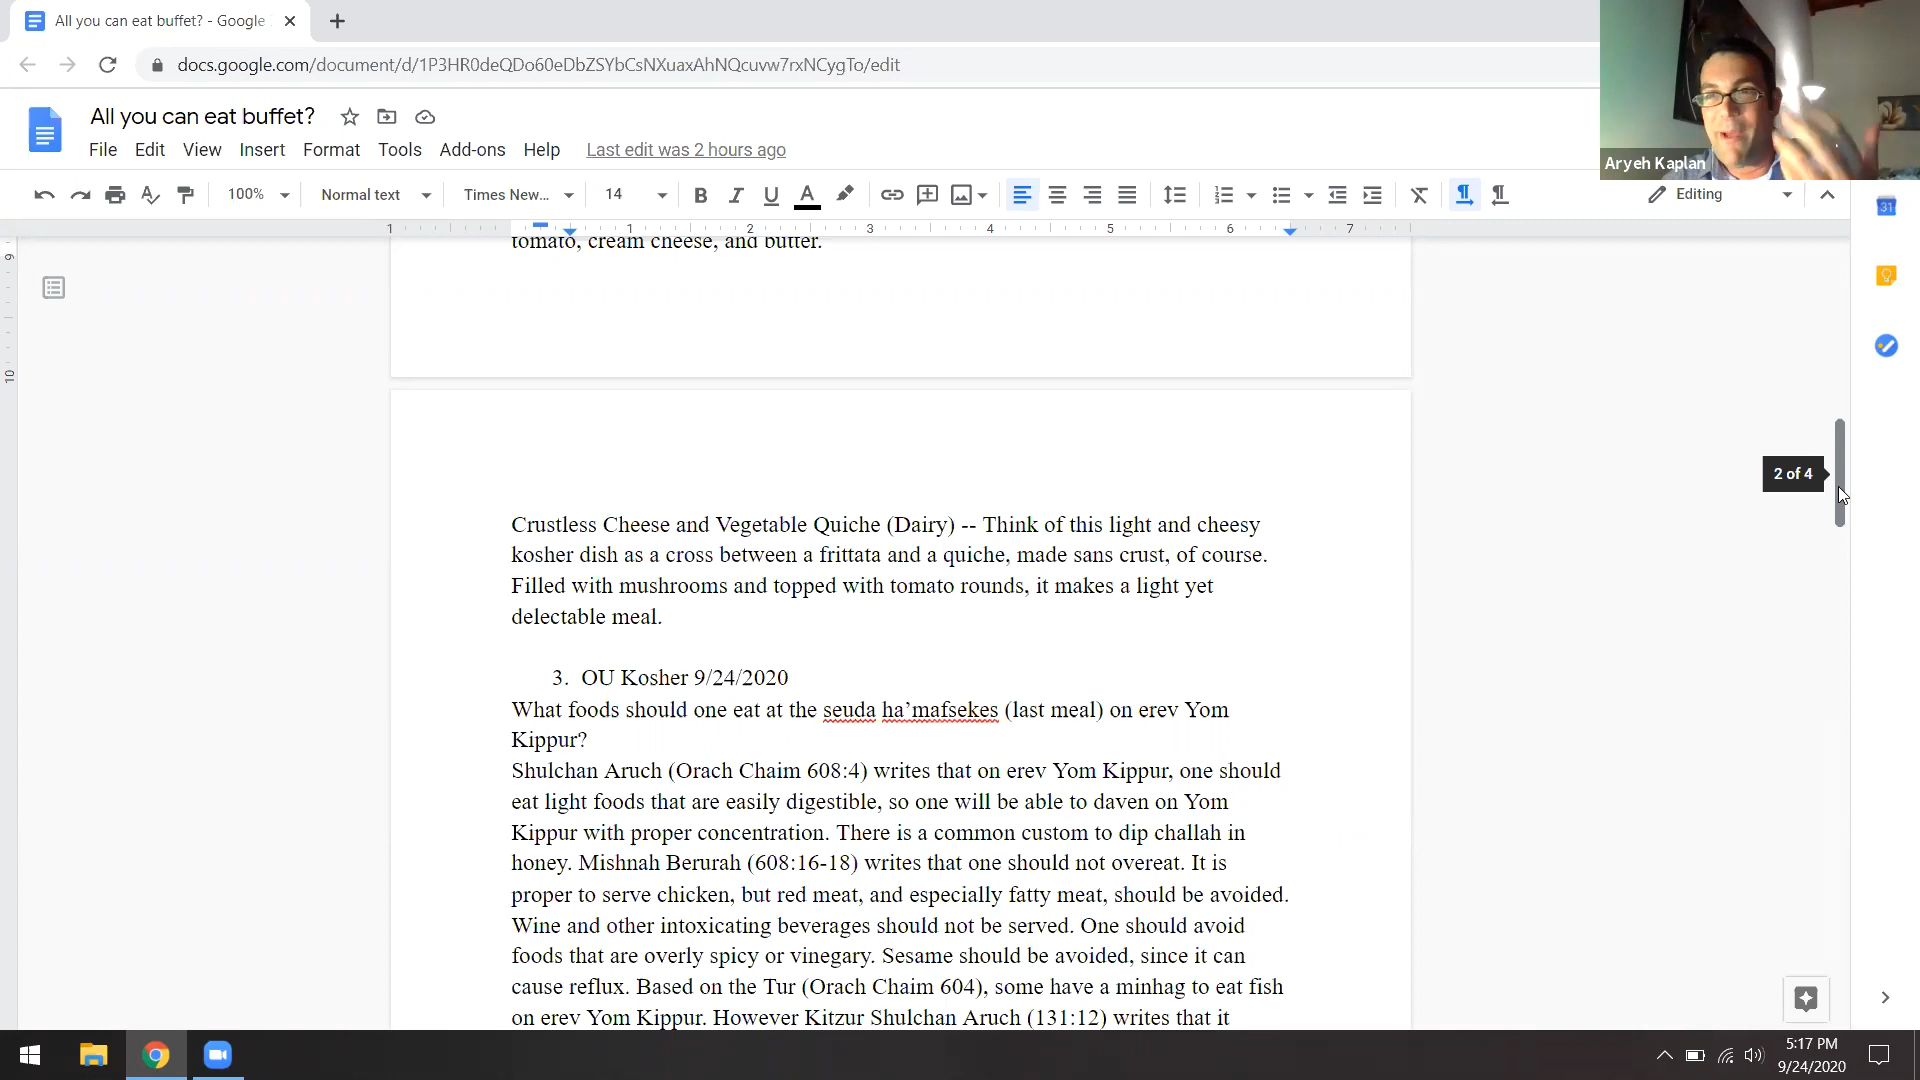 All you can eat buffet? - Google
docs.google.com/document/d/1P3HR0deQDo60eDbZSYbCsNXuaxAhNQcuvw7rxNCygTo/edit
All you can eat buffet?
File Edit View Insert Format Tools Add-ons Help Last edit was 2 hours ago
Aryeh Kaplan
100% Normal text Times New... 14 Editing
31
1 1 2 3 4 5 6 7
9
10
tomato, cream cheese, and butter.
2 of 4
Crustless Cheese and Vegetable Quiche (Dairy) -- Think of this light and cheesy
kosher dish as a cross between a frittata and a quiche, made sans crust, of course.
Filled with mushrooms and topped with tomato rounds, it makes a light yet
delectable meal.
3. OU Kosher 9/24/2020
What foods should one eat at the seuda ha’mafsekes (last meal) on erev Yom
Kippur?
Shulchan Aruch (Orach Chaim 608:4) writes that on erev Yom Kippur, one should
eat light foods that are easily digestible, so one will be able to daven on Yom
Kippur with proper concentration. There is a common custom to dip challah in
honey. Mishnah Berurah (608:16-18) writes that one should not overeat. It is
proper to serve chicken, but red meat, and especially fatty meat, should be avoided.
Wine and other intoxicating beverages should not be served. One should avoid
foods that are overly spicy or vinegary. Sesame should be avoided, since it can
cause reflux. Based on the Tur (Orach Chaim 604), some have a minhag to eat fish
on erev Yom Kippur. However Kitzur Shulchan Aruch (131:12) writes that it
5:17 PM
9/24/2020